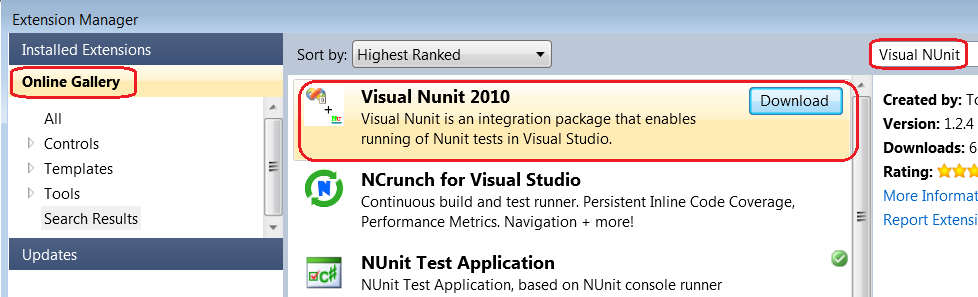 Extension Manager
Installed Extensions
Online Gallery
All
Controls
Templates
Tools
Search Results
Updates
Sort by: Highest Ranked
Visual Nunit 2010
Download
Visual Nunit is an integration package that enables
running of Nunit tests in Visual Studio.
NCrunch for Visual Studio
Continuous build and test runner. Persistent Inline Code Coverage,
Performance Metrics. Navigation + more!
NUnit Test Application
NUnit Test Application, based on NUnit console runner
Visual NUnit
Created by: To
Version: 1.2.4
Downloads: 6
Rating:
More Informat
Report Extensi